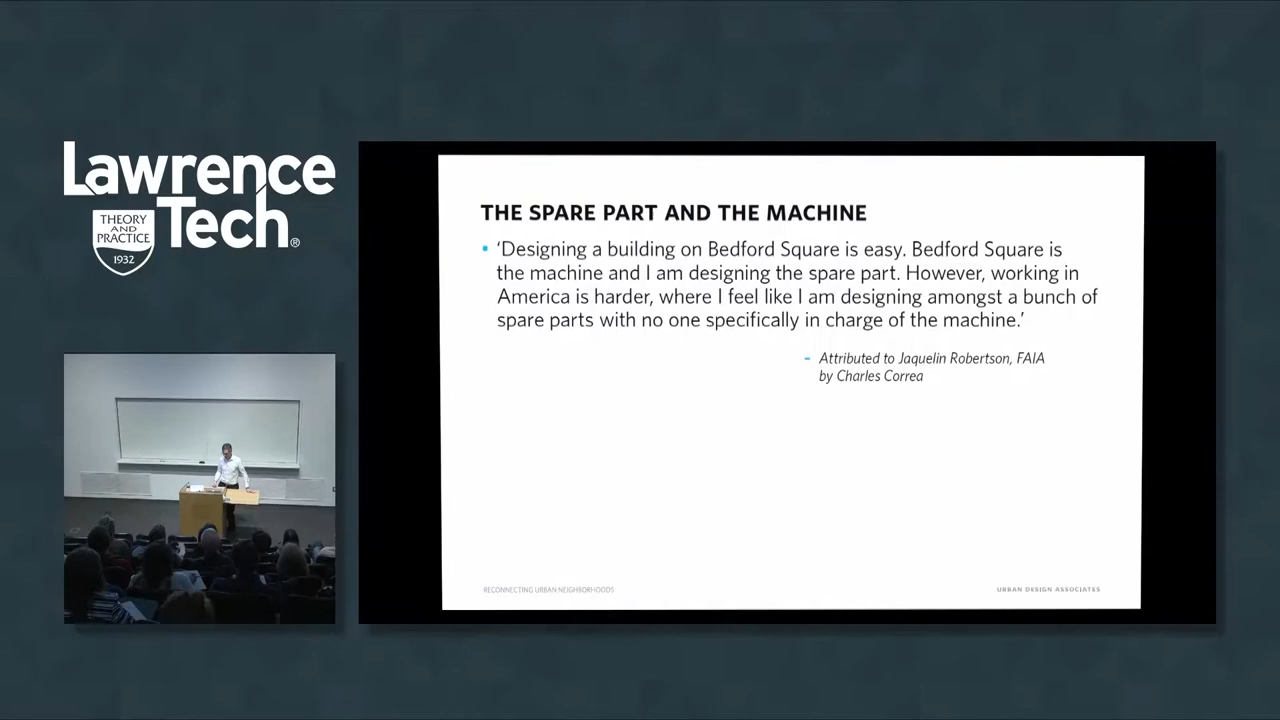 Lawrence
Tech®
THEORY
AND
PRACTICE
1932
THE SPARE PART AND THE MACHINE
▪ ‘Designing a building on Bedford Square is easy. Bedford Square is
the machine and I am designing the spare part. However, working in
America is harder, where I feel like I am designing amongst a bunch of
spare parts with no one specifically in charge of the machine.’
– Attributed to Jaquelin Robertson, FAIA
by Charles Correa
RECONNECTING URBAN NEIGHBORHOODS
URBAN DESIGN ASSOCIATES